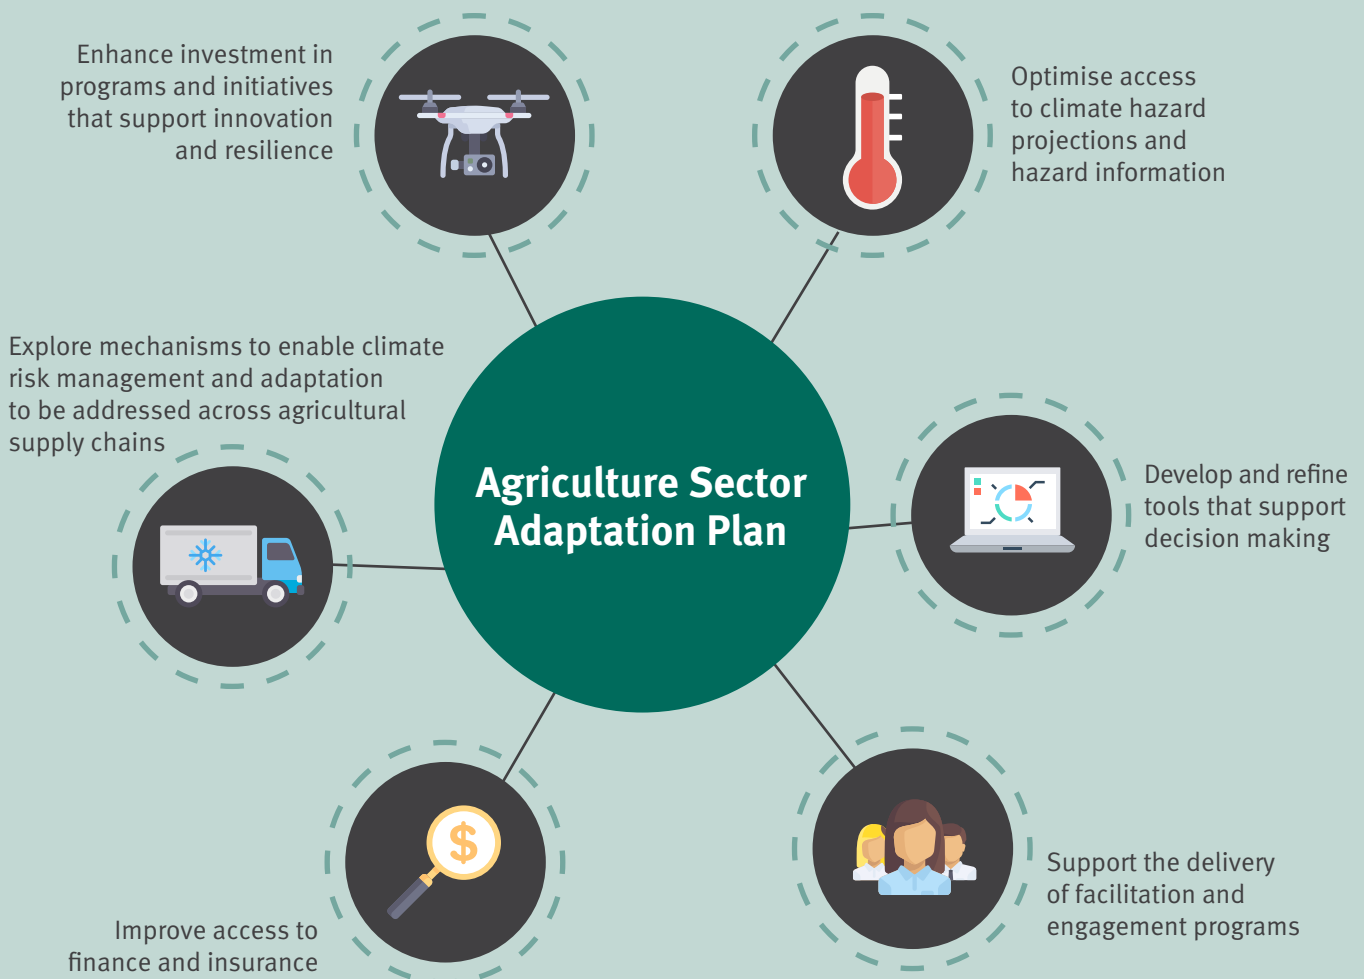 Enhance investment in
programs and initiatives
that support innovation
and resilience
Optimise access
to climate hazard
projections and
hazard information
Explore mechanisms to enable climate
risk management and adaptation
to be addressed across agricultural
supply chains
Agriculture Sector
Adaptation Plan
Develop and refine
tools that support
decision making
$
Improve access to
finance and insurance
Support the delivery
of facilitation and
engagement programs